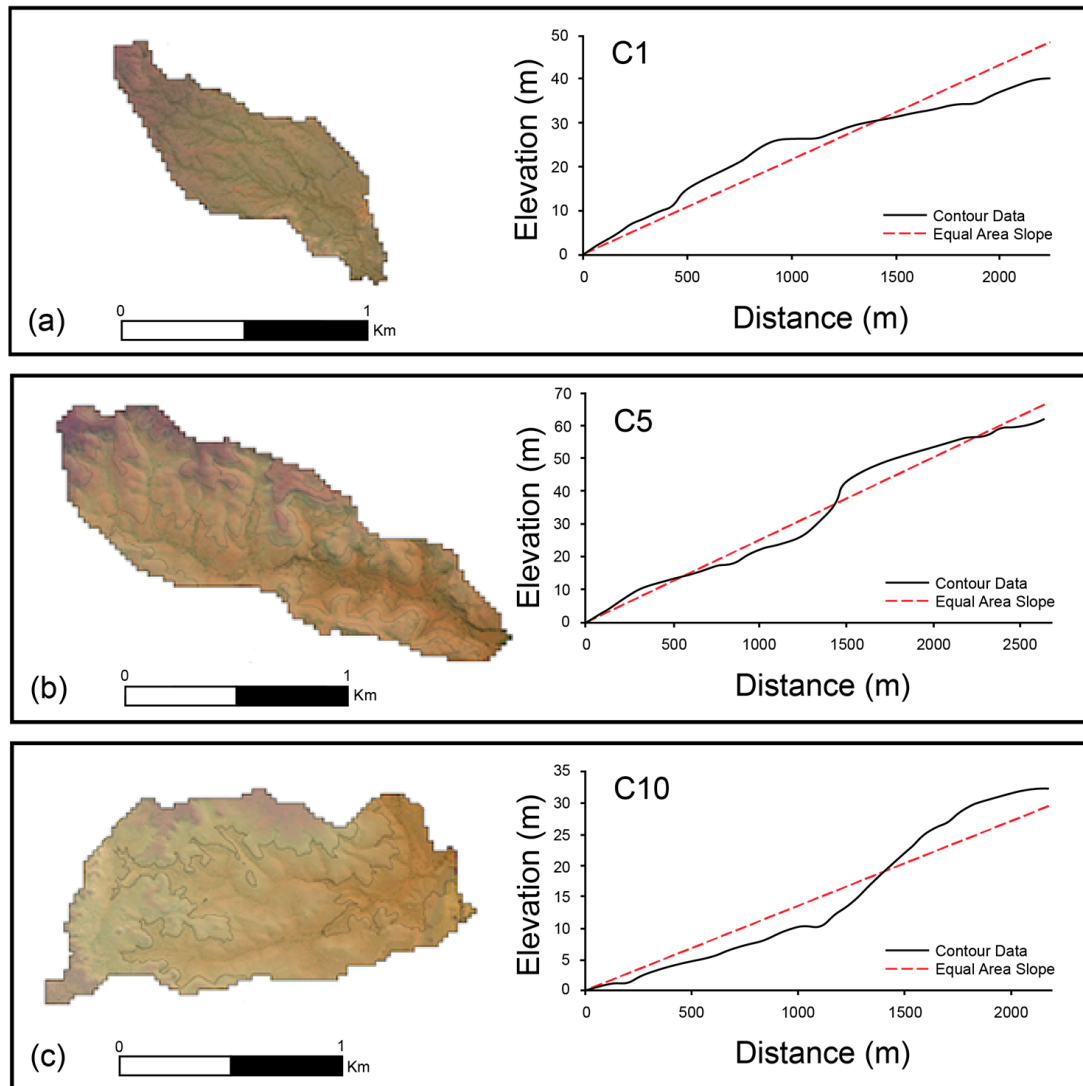 C1
Elevation (m)
50
40
30
20
10
0
Contour Data
Equal Area Slope
0 500 1000 1500 2000
Distance (m)
(a)
0 1
Km
C5
Elevation (m)
70
60
50
40
30
20
10
0
Contour Data
Equal Area Slope
0 500 1000 1500 2000 2500
Distance (m)
(b)
0 1
Km
C10
Elevation (m)
35
30
25
20
15
10
5
0
Contour Data
Equal Area Slope
0 500 1000 1500 2000
Distance (m)
(c)
0 1
Km